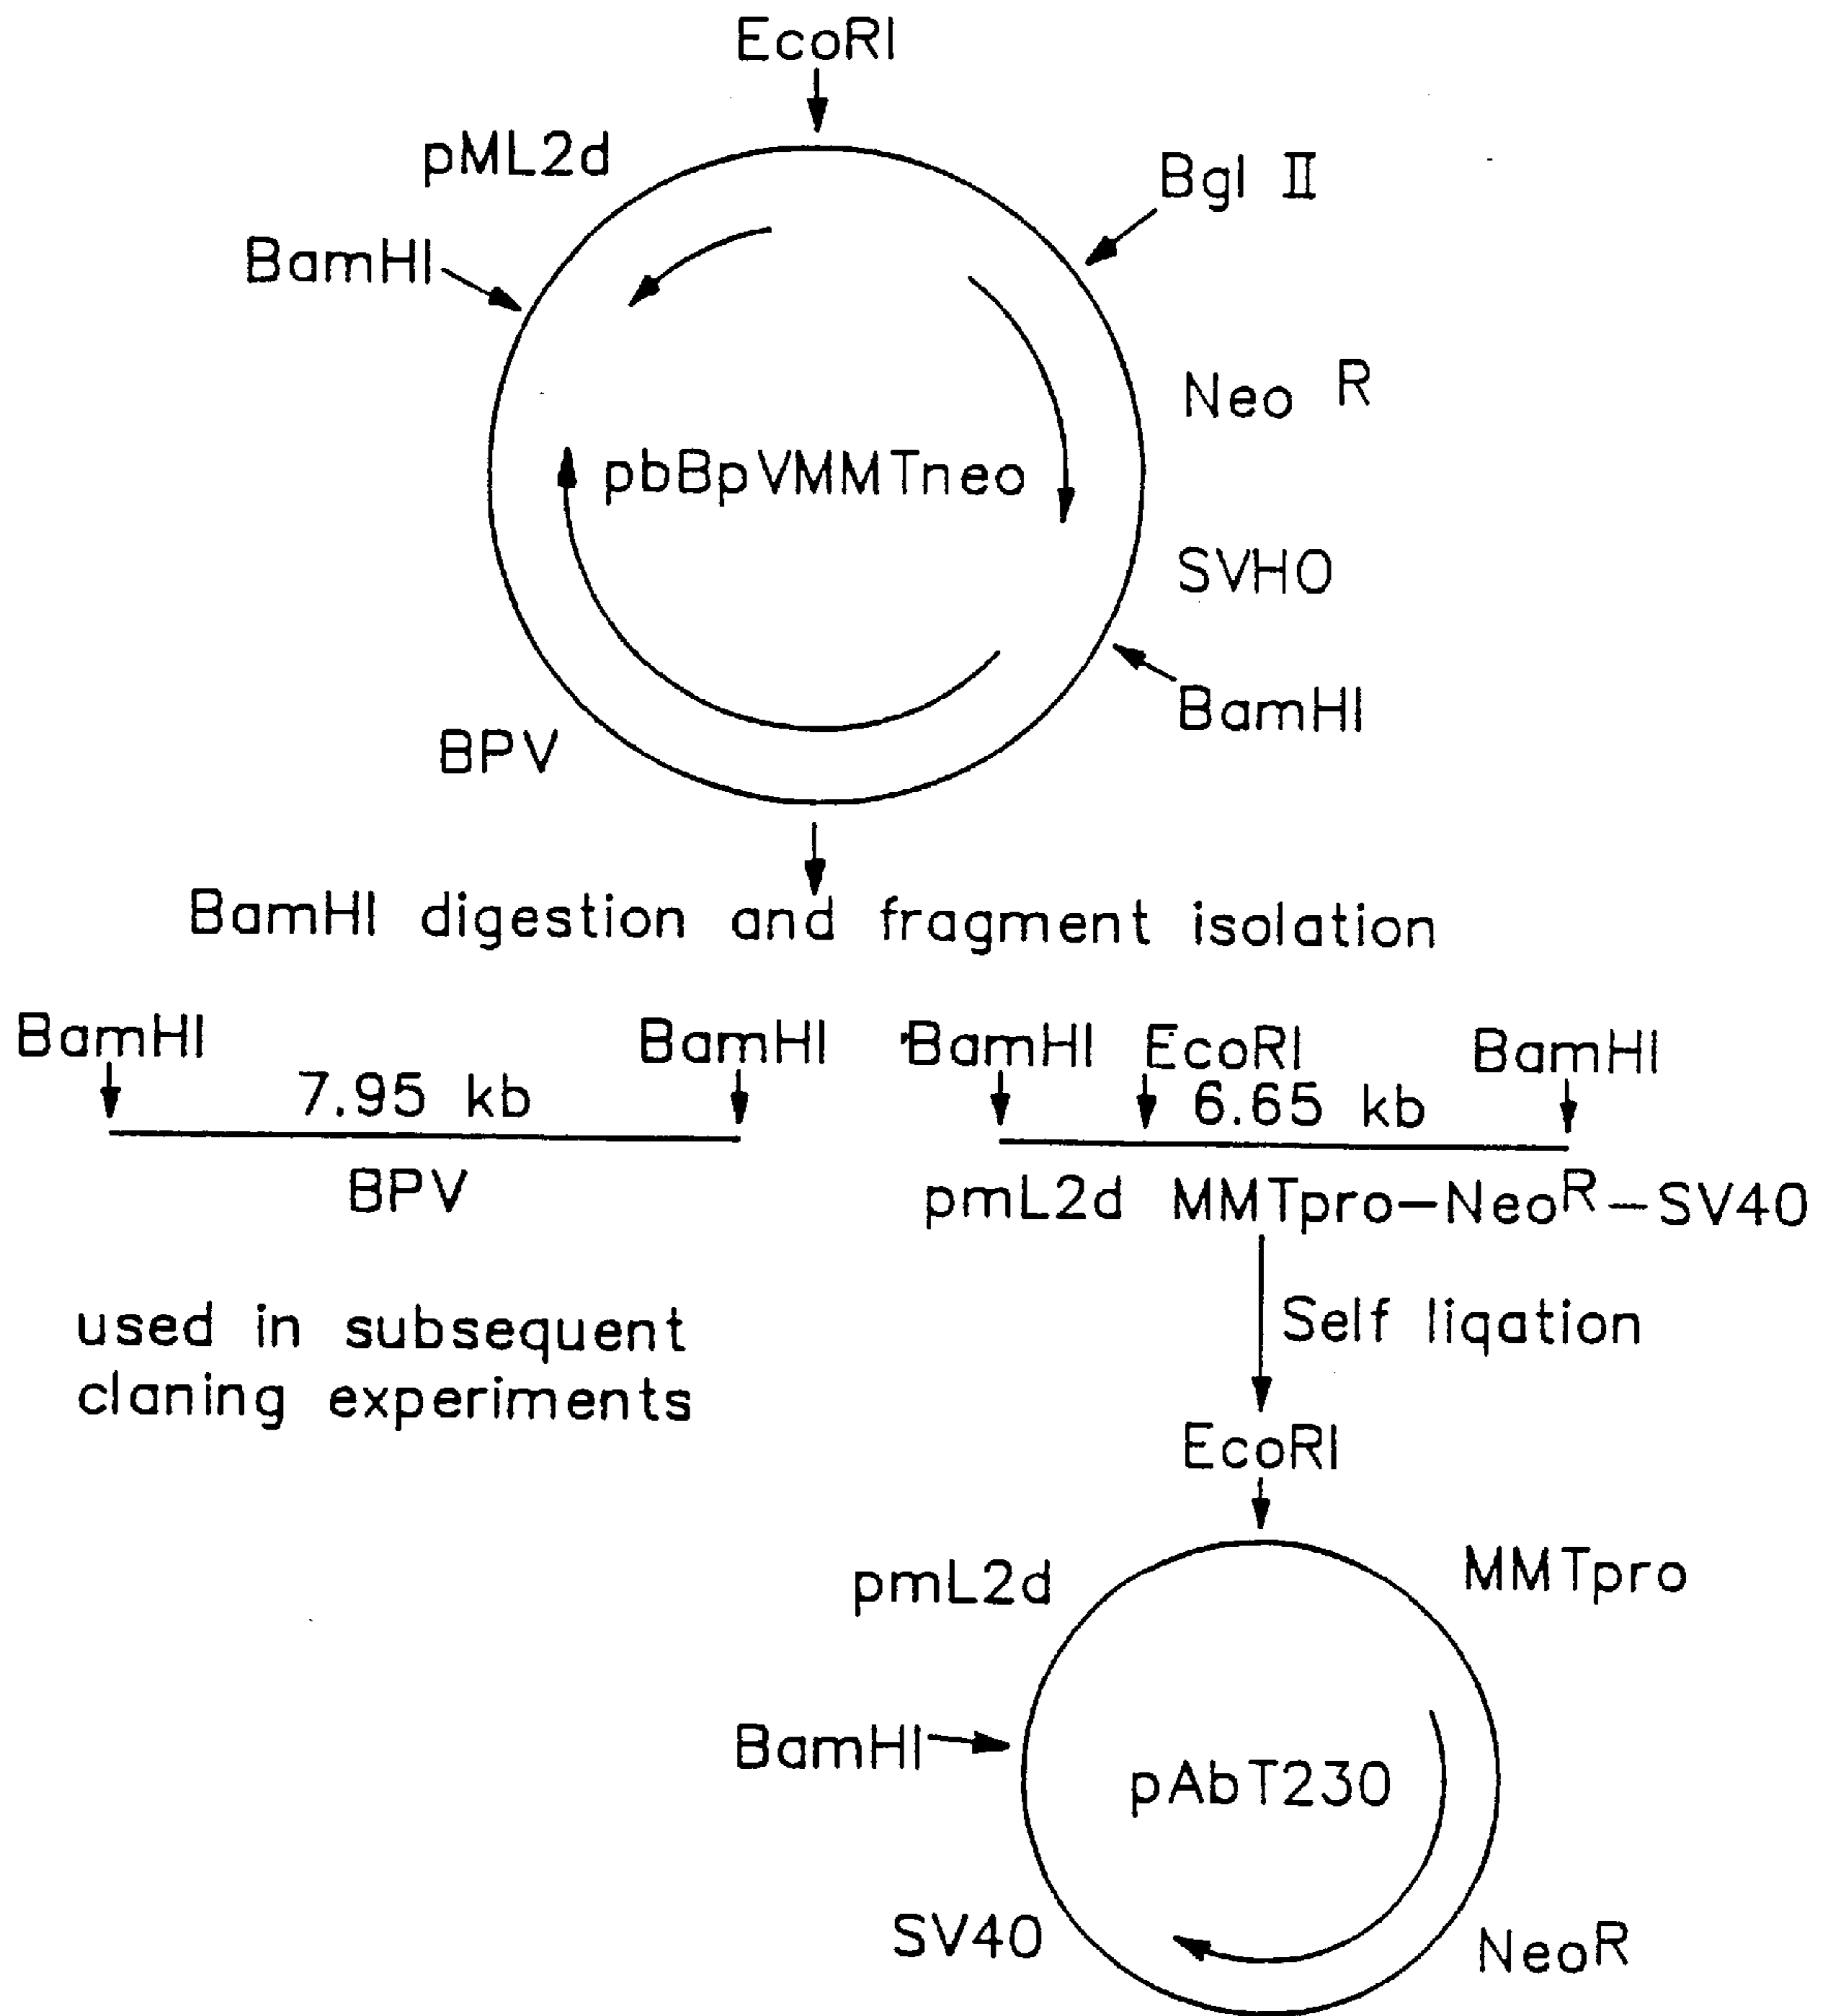 EcoRI
pML2d
Bgl II
BamHI
Neo R
pbBpVMMTneo
SVHO
BamHI
BPV
BamHI digestion and fragment isolation
BamHI BamHI BamHI EcoRI BamHI
7.95 kb 6.65 kb
BPV
pmL2d MMTpro-NeoR-SV40
used in subsequent
claning experiments
Self liqation
EcoRI
pmL2d
MMTpro
BamHI
pAbT230
SV40
NeoR